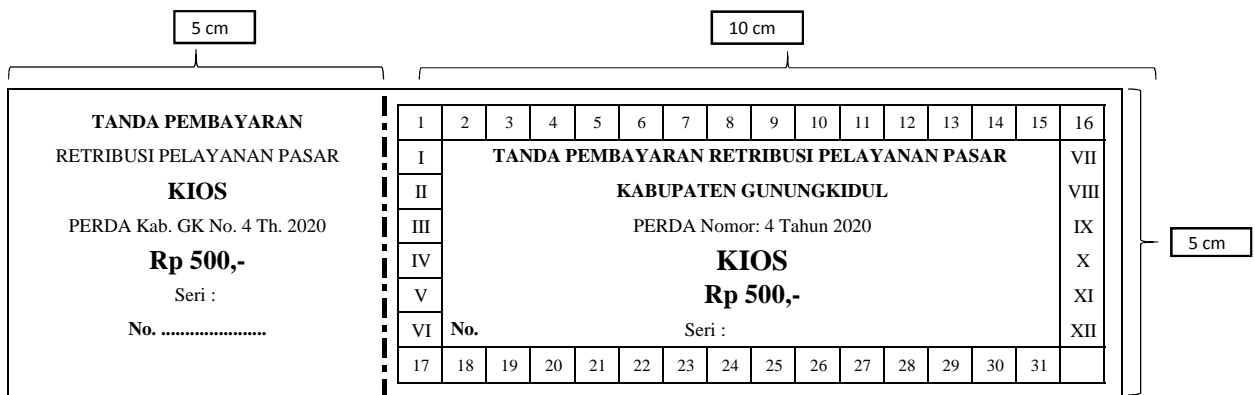 5 cm
10 cm
TANDA PEMBAYARAN
RETRIBUSI PELAYANAN PASAR
KIOS
PERDA Kab. GK No. 4 Th. 2020
Rp 500,-
Seri :
No. ......................
1 2 3 4 5 6 7 8 9 10 11 12 13 14 15 16
I TANDA PEMBAYARAN RETRIBUSI PELAYANAN PASAR VII
II KABUPATEN GUNUNGKIDUL VIII
III PERDA Nomor: 4 Tahun 2020 IX
IV KIOS X
V Rp 500,- XI
VI No. Seri : XII
17 18 19 20 21 22 23 24 25 26 27 28 29 30 31
5 cm